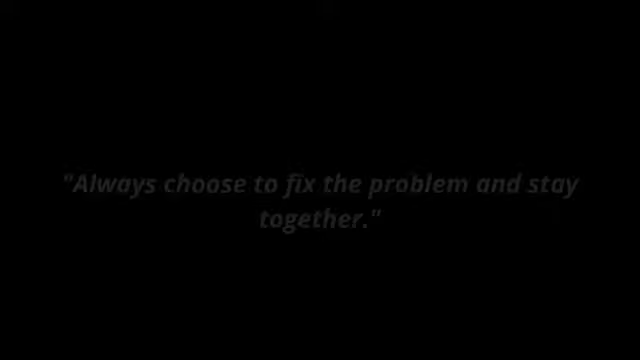 "Always choose to fix the problem and stay
together."